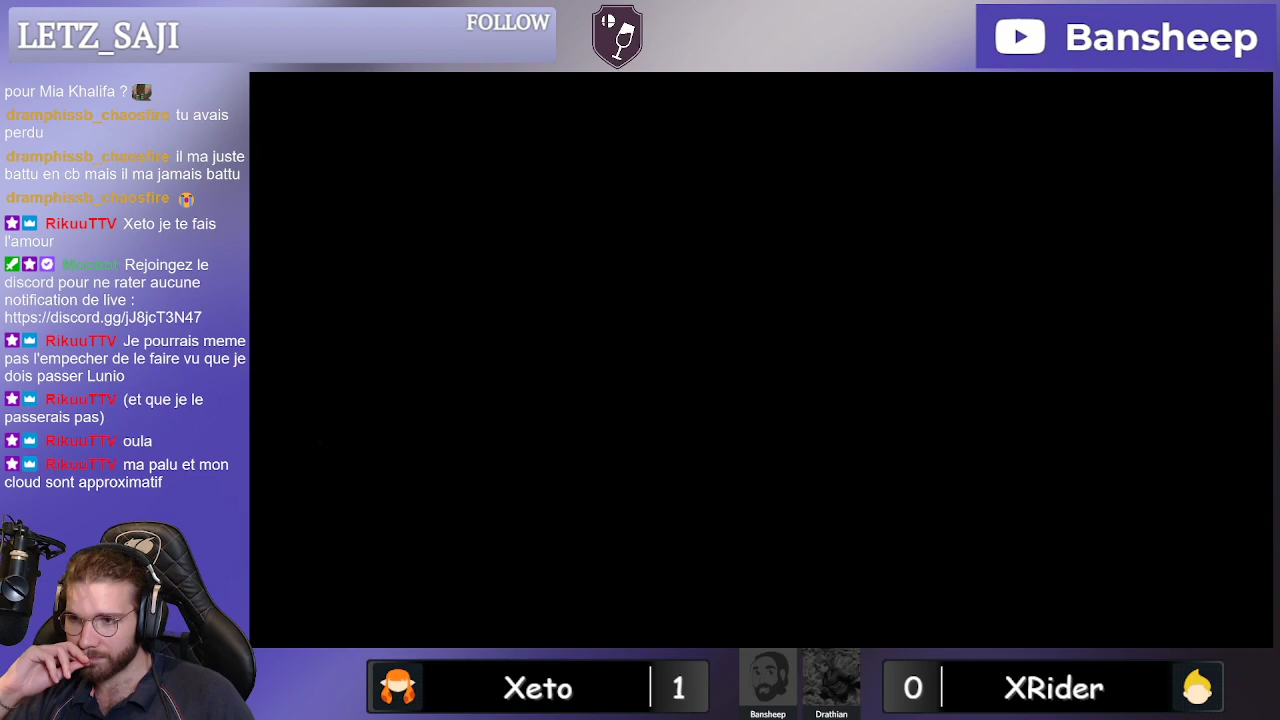 LETZ_SAJI
FOLLOW
Bansheep
pour Mia Khalifa ?
dramphissb_chaosfire tu avais
perdu
dramphissb_chaosfire il ma juste
battu en cb mais il ma jamais battu
dramphissb_chaosfire
RikuuTTV Xeto je te fais
l'amour
Moobot Rejoingez le
discord pour ne rater aucune
notification de live :
https://discord.gg/jJ8jcT3N47
RikuuTTV Je pourrais meme
pas l'empecher de le faire vu que je
dois passer Lunio
RikuuTTV (et que je le
passerais pas)
RikuuTTV oula
RikuuTTV ma palu et mon
cloud sont approximatif
Xeto
1
Bansheep
Drathian
0
XRider